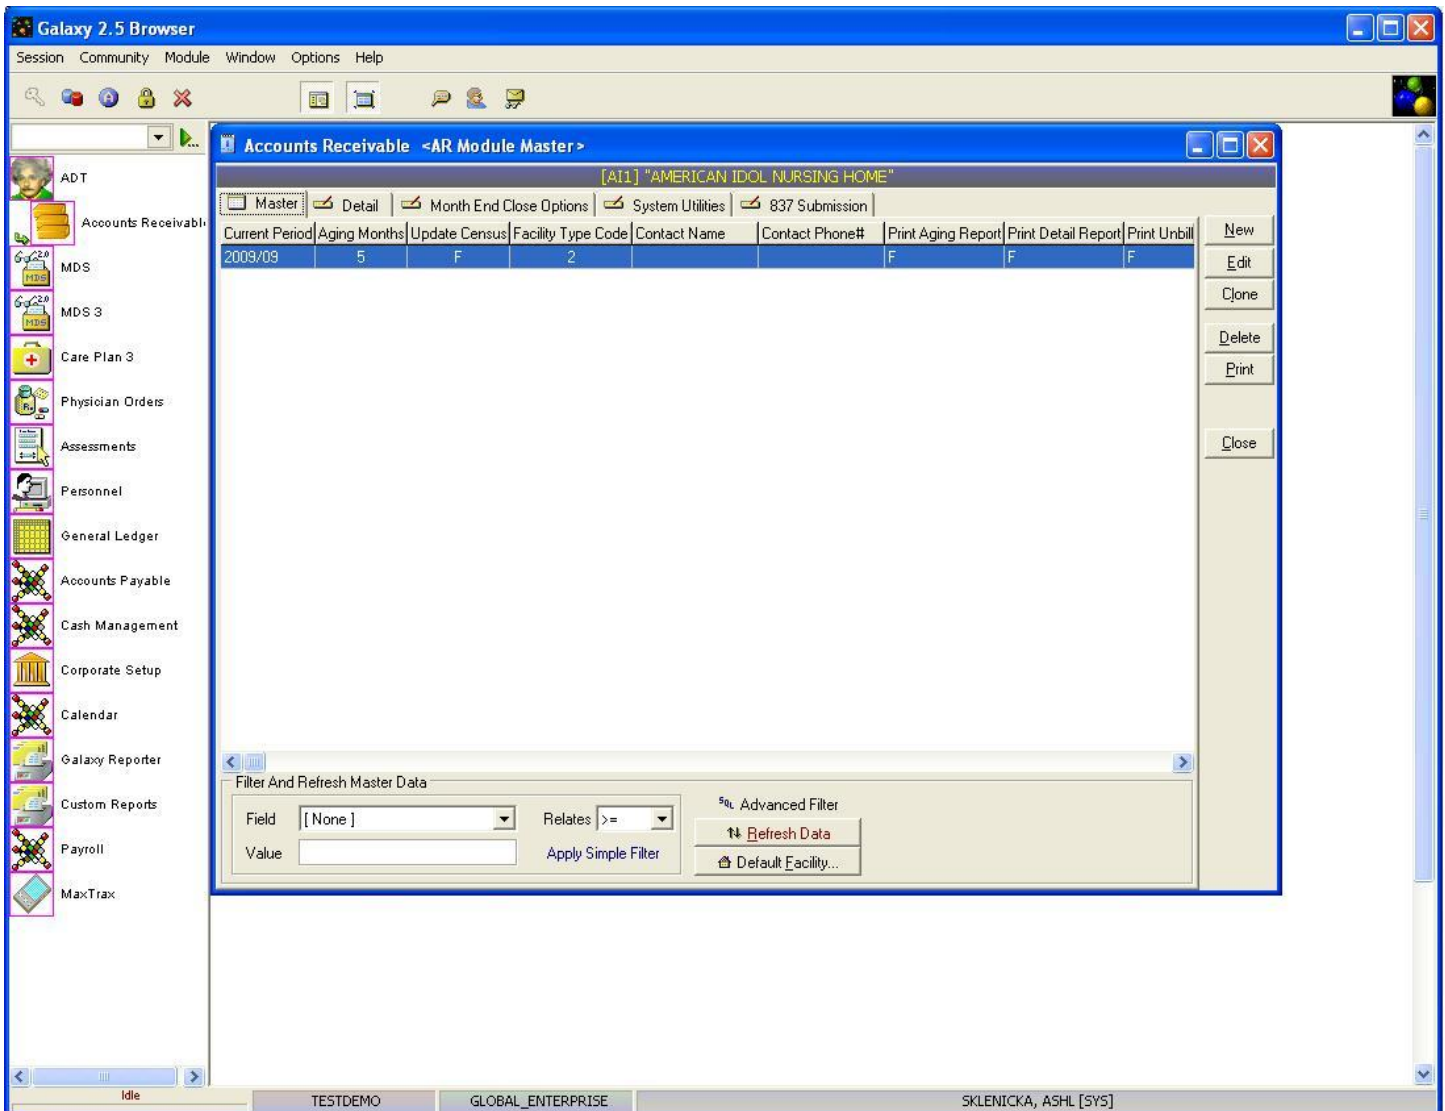 Galaxy 2.5 Browser
Session Community Module Window Options Help
Accounts Receivable <AR Module Master>
[AI1] "AMERICAN IDOL NURSING HOME"
Master Detail Month End Close Options System Utilities 837 Submission
Current Period Aging Months Update Census Facility Type Code Contact Name Contact Phone# Print Aging Report Print Detail Report Print Unbill
2009/09 5 F 2 F F F
New
Edit
Clone
Delete
Print
Close
ADT
Accounts Receivabl
MDS
MDS 3
Care Plan 3
Physician Orders
Assessments
Personnel
General Ledger
Accounts Payable
Cash Management
Corporate Setup
Calendar
Galaxy Reporter
Custom Reports
Payroll
MaxTrax
Filter And Refresh Master Data
Field [ None ] Relates >=
Value Apply Simple Filter
SQL Advanced Filter
Refresh Data
Default Facility...
Idle TESTDEMO GLOBAL_ENTERPRISE SKLENICKA, ASHL [SYS]